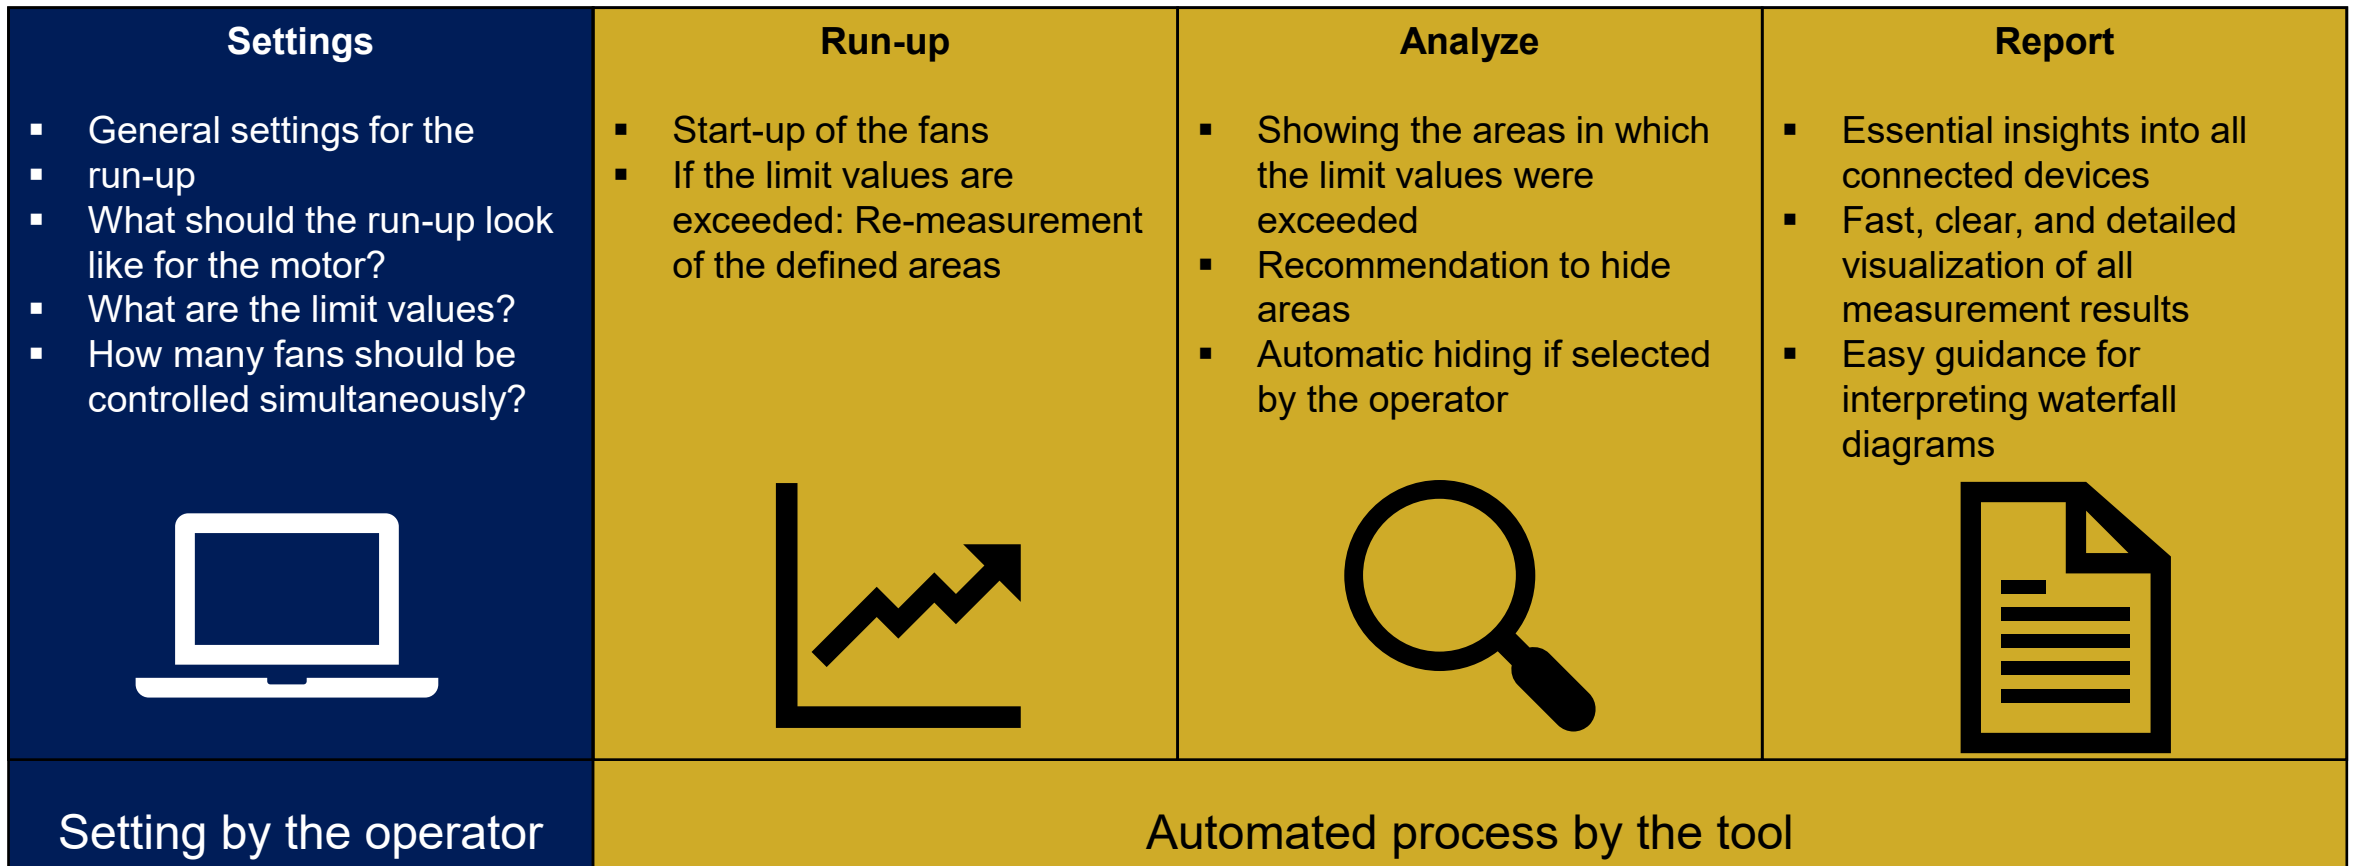 Settings
▪ General settings for the
▪ run-up
▪ What should the run-up look
like for the motor?
▪ What are the limit values?
▪ How many fans should be
controlled simultaneously?
Run-up
▪ Start-up of the fans
▪ If the limit values are
exceeded: Re-measurement
of the defined areas
Analyze
▪ Showing the areas in which
the limit values were
exceeded
▪ Recommendation to hide
areas
▪ Automatic hiding if selected
by the operator
Report
▪ Essential insights into all
connected devices
▪ Fast, clear, and detailed
visualization of all
measurement results
▪ Easy guidance for
interpreting waterfall
diagrams
Setting by the operator
Automated process by the tool